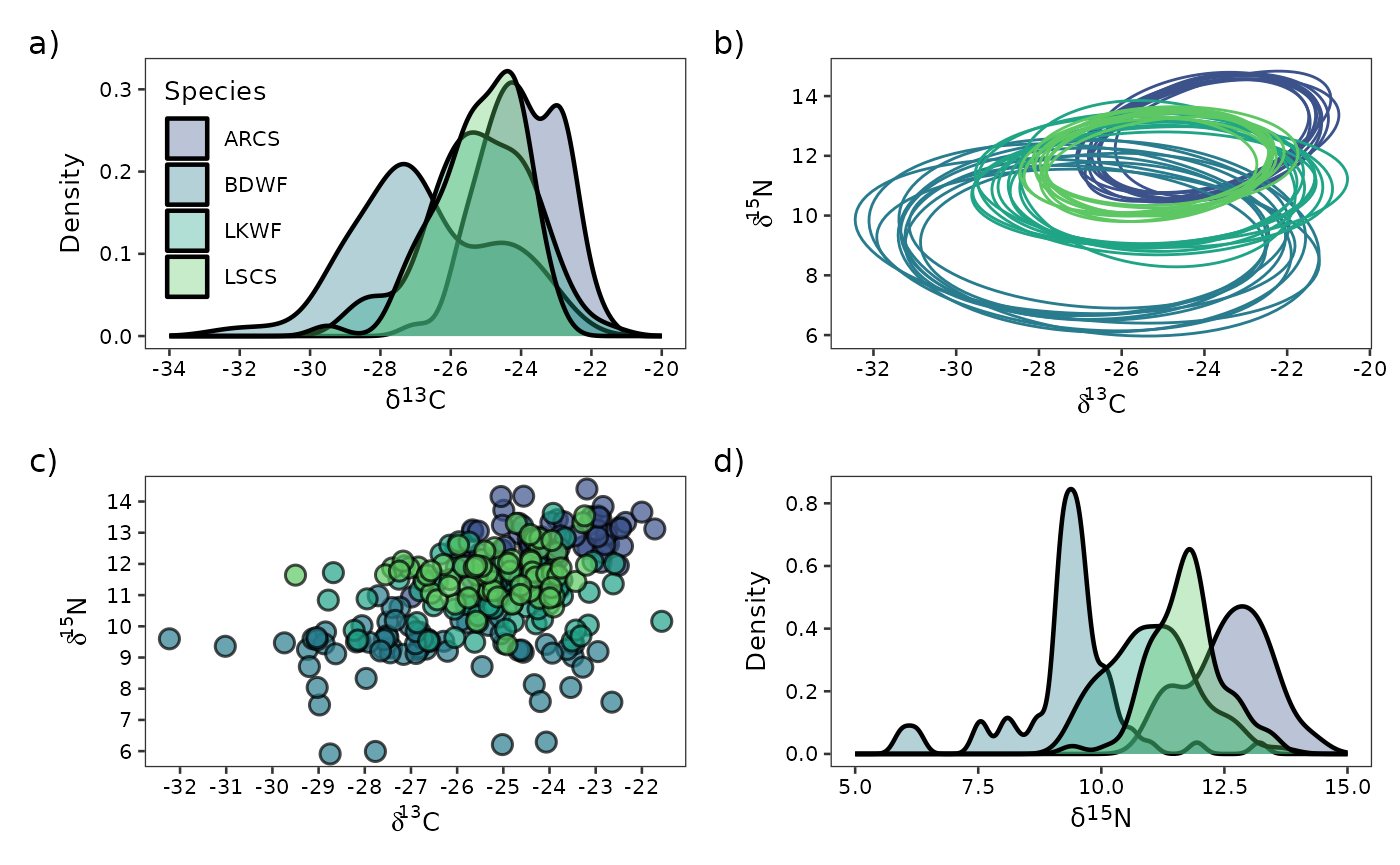 a)
Species
ARCS
BDWF
LKWF
LSCS
Density
0.3
0.2
0.1
0.0
-34 -32 -30 -28 -26 -24 -22 -20
δ¹³C
b)
δ¹⁵N
14
12
10
8
6
-32 -30 -28 -26 -24 -22 -20
δ¹³C
c)
δ¹⁵N
14
13
12
11
10
9
8
7
6
-32 -31 -30 -29 -28 -27 -26 -25 -24 -23 -22
δ¹³C
d)
Density
0.8
0.6
0.4
0.2
0.0
5.0 7.5 10.0 12.5 15.0
δ¹⁵N